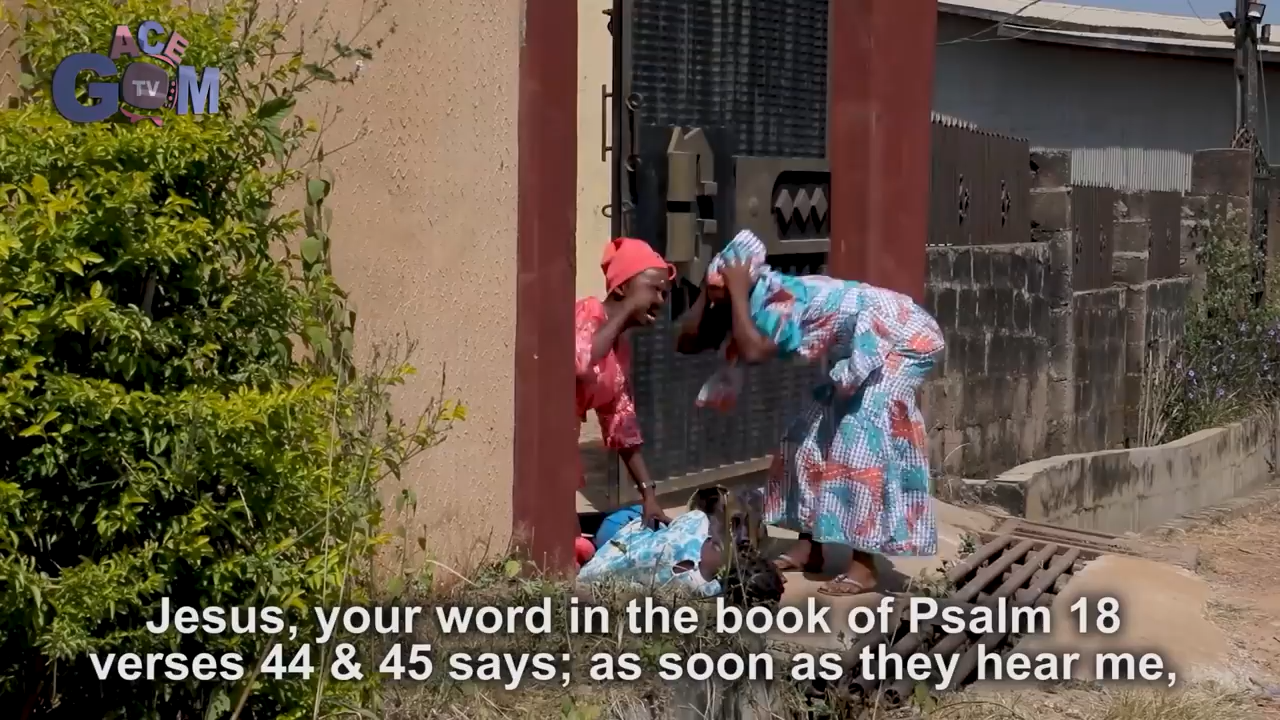 ACE
GOM
TV
Jesus, your word in the book of Psalm 18
verses 44 & 45 says; as soon as they hear me,